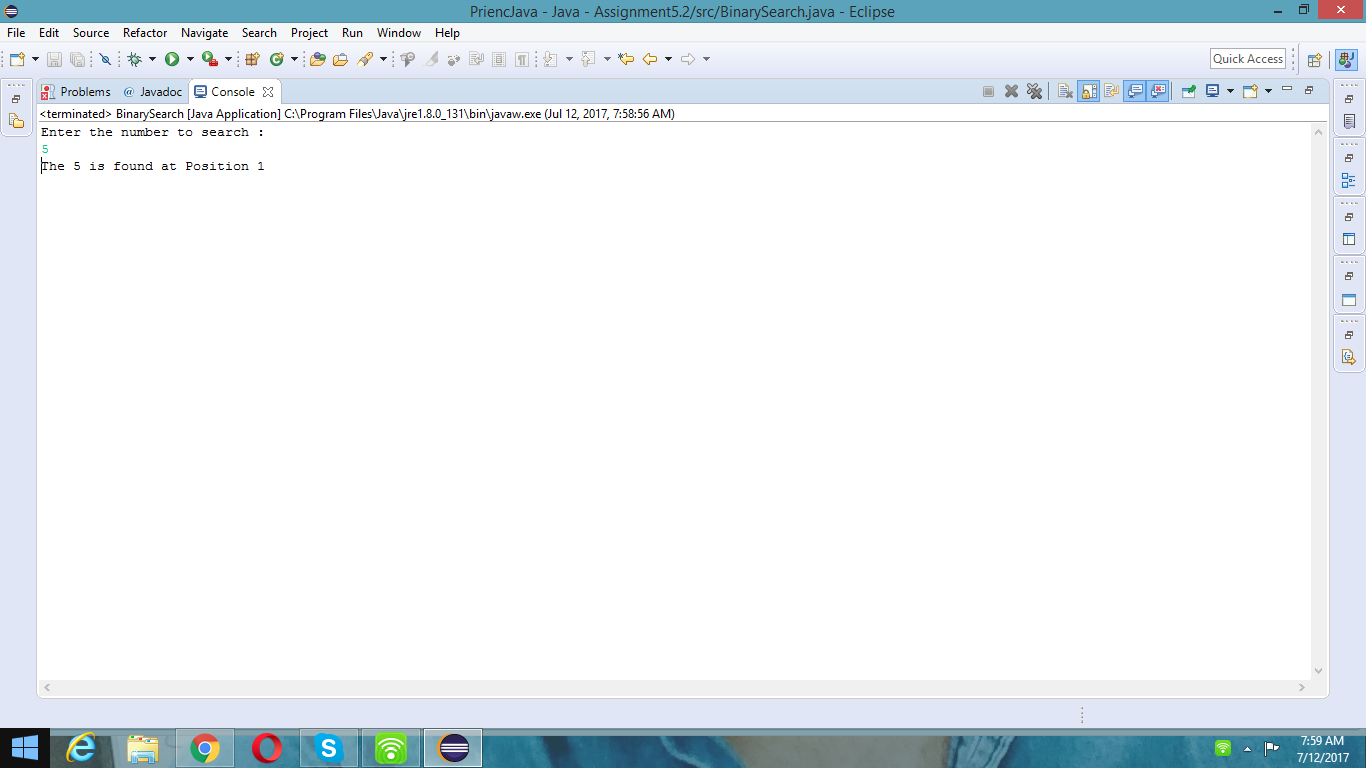 PriencJava - Java - Assignment5.2/src/BinarySearch.java - Eclipse
File Edit Source Refactor Navigate Search Project Run Window Help
Quick Access
Problems @ Javadoc Console
<terminated> BinarySearch [Java Application] C:\Program Files\Java\jre1.8.0_131\bin\javaw.exe (Jul 12, 2017, 7:58:56 AM)
Enter the number to search :
5
The 5 is found at Position 1
7:59 AM
7/12/2017